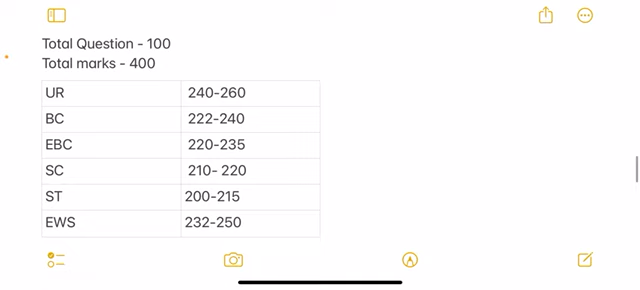 Total Question - 100
Total marks - 400
UR 240-260
BC 222-240
EBC 220-235
SC 210- 220
ST 200-215
EWS 232-250